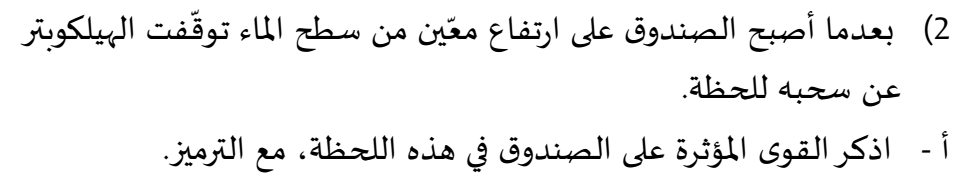 2) بعدما أصبح الصندوق على ارتفاع معّين من سطح الماء توقّفت الهيلكوبتر
عن سحبه للحظة.
أ - اذكر القوى المؤثرة على الصندوق في هذه اللحظة، مع الترميز.